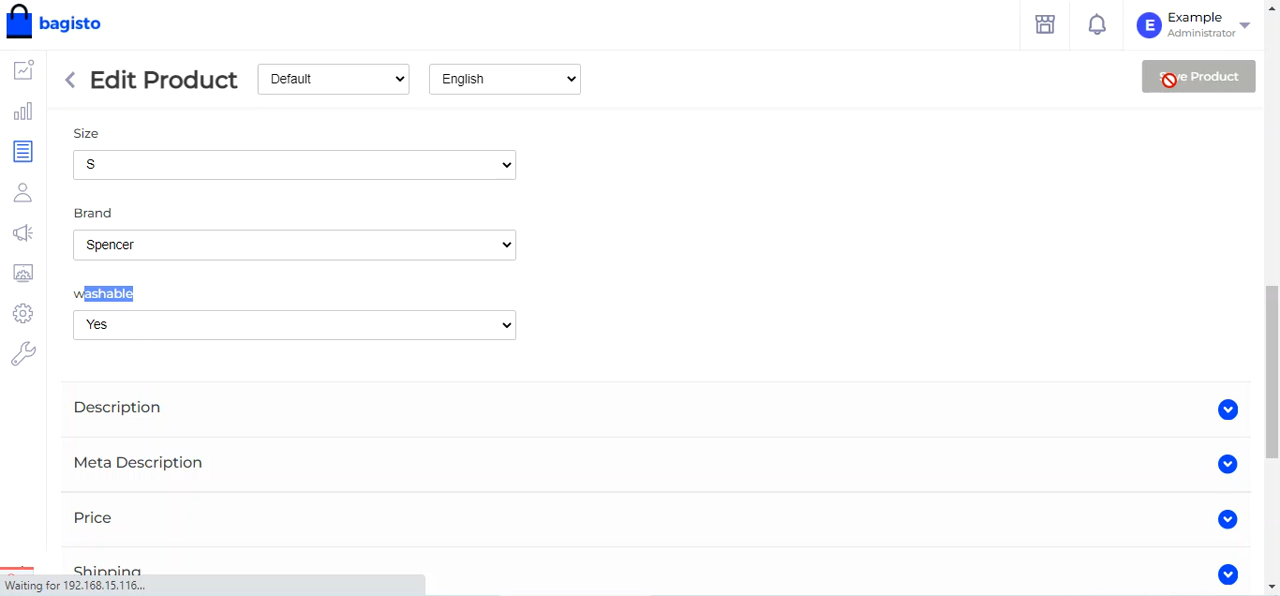 bagisto
E
Example
Administrator
Edit Product
Default
English
Save Product
Size
S
Brand
Spencer
washable
Yes
Description
Meta Description
Price
Shipping
Waiting for 192.168.15.116...